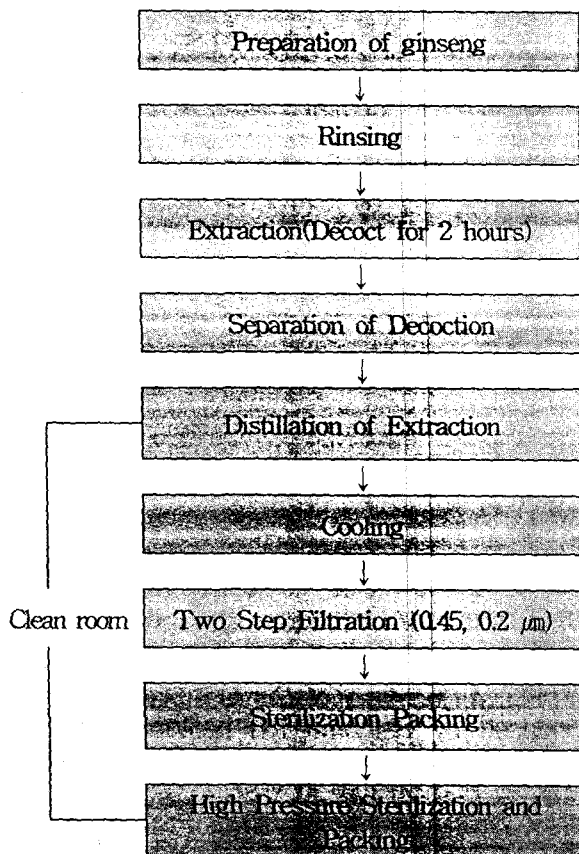 Preparation of ginseng
Rinsing
Extraction(Decoct for 2 hours)
Separation of Decoction
Distillation of Extraction
Cooling
Clean room
Two Step Filtration (0.45, 0.2 ㎛)
Sterilization Packing
High Pressure Sterilization and
Packing